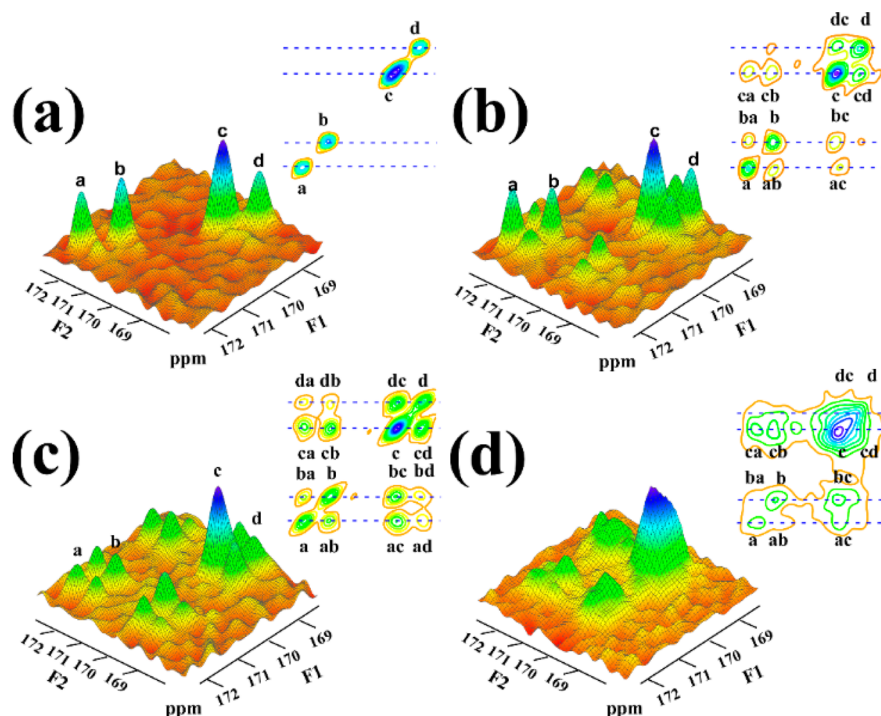 (a)
d
c
b
a
a
b
c
d
172
171
170
169
F2
ppm
172
171
170
169
F1
(b)
dc d
ca cb c cd
ba b bc
a ab ac
a
b
c
d
172
171
170
169
F2
ppm
172
171
170
169
F1
(c)
da db dc d
ca cb c cd
ba b bc bd
a ab ac ad
a
b
c
d
172
171
170
169
F2
ppm
172
171
170
169
F1
(d)
dc d
ca cb c cd
ba b bc
a ab ac
172
171
170
169
F2
ppm
172
171
170
169
F1